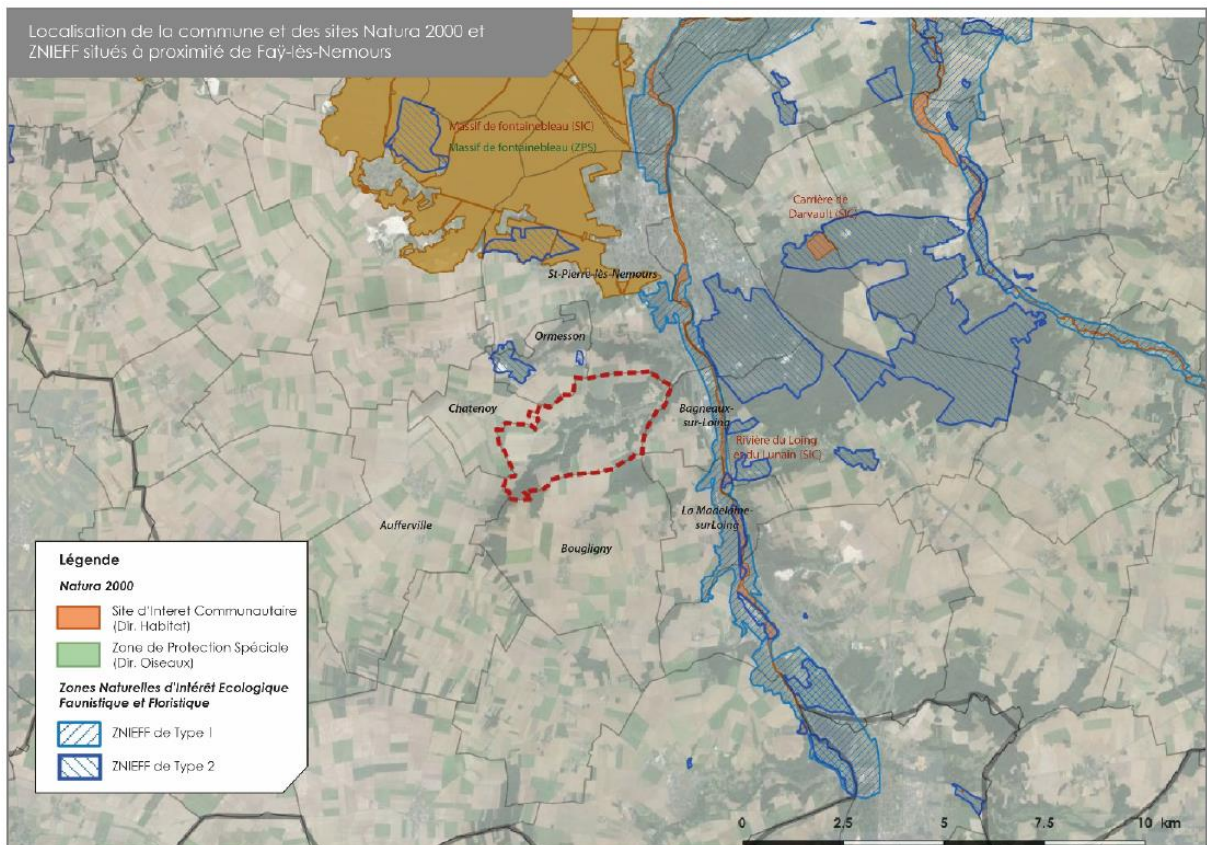 Localisation de la commune et des sites Natura 2000 et
ZNIEFF situés à proximité de Faÿ-lès-Nemours
Massif de fontainebleau (SIC)
Massif de fontainebleau (ZPS)
Carrière de
Darvault (SIC)
St-Pierre-lès-Nemours
Ormesson
Chatenoy
Bagneaux-
sur-Loing
Rivière du Loing
et du Lunain (SIC)
Aufferville
La Madelaine-
surLoing
Bougligny
Légende
Natura 2000
Site d'Interet Communautaire
(Dir. Habitat)
Zone de Protection Spéciale
(Dir. Oiseaux)
Zones Naturelles d'Intérêt Ecologique
Faunistique et Floristique
ZNIEFF de Type 1
ZNIEFF de Type 2
0 2.5 5 7.5 10 km